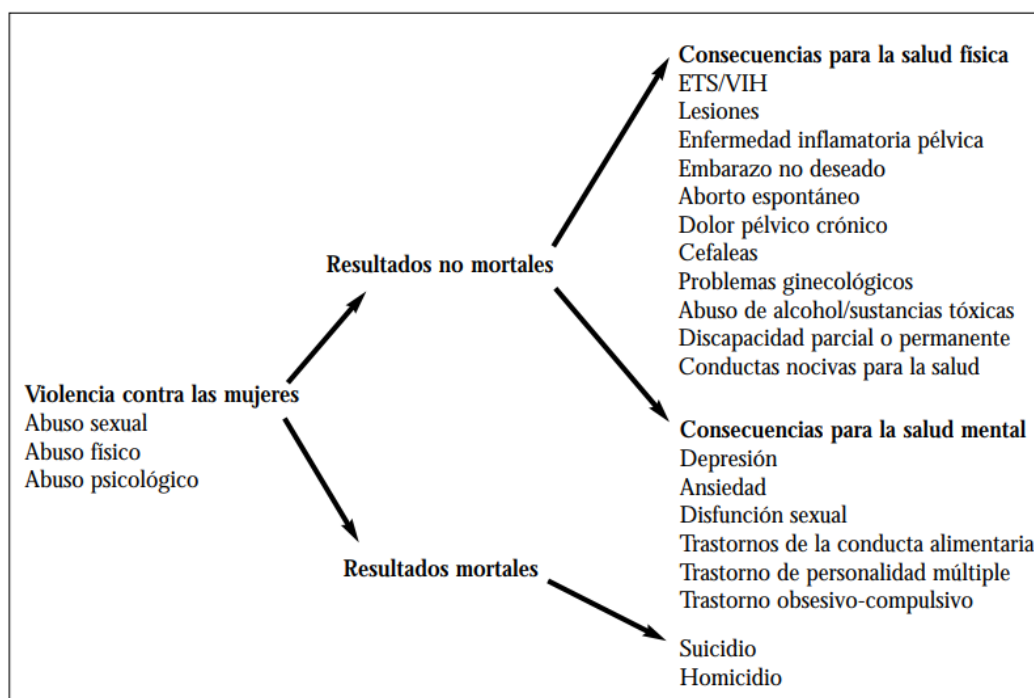 Violencia contra las mujeres
Abuso sexual
Abuso físico
Abuso psicológico
Resultados no mortales
Resultados mortales
Consecuencias para la salud física
ETS/VIH
Lesiones
Enfermedad inflamatoria pélvica
Embarazo no deseado
Aborto espontáneo
Dolor pélvico crónico
Cefaleas
Problemas ginecológicos
Abuso de alcohol/sustancias tóxicas
Discapacidad parcial o permanente
Conductas nocivas para la salud
Consecuencias para la salud mental
Depresión
Ansiedad
Disfunción sexual
Trastornos de la conducta alimentaria
Trastorno de personalidad múltiple
Trastorno obsesivo-compulsivo
Suicidio
Homicidio